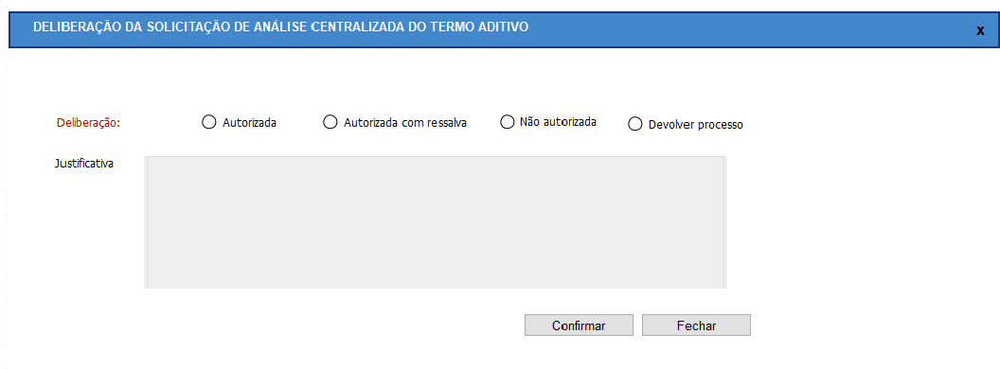 DELIBERAÇÃO DA SOLICITAÇÃO DE ANÁLISE CENTRALIZADA DO TERMO ADITIVO
x
Deliberação: Autorizada Autorizada com ressalva Não autorizada Devolver processo
Justificativa
Confirmar Fechar